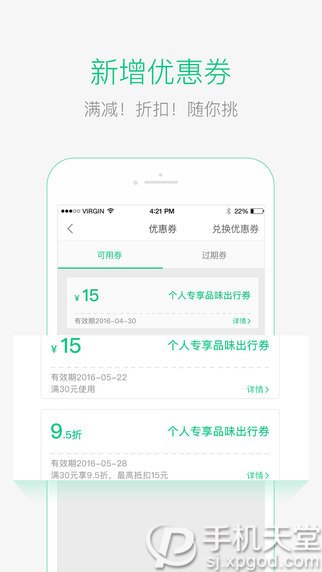 新增优惠券
满减！折扣！随你挑
VIRGIN 4:21 PM 22%
优惠券 兑换优惠券
可用券 过期券
¥15 个人专享品味出行券
有效期2016-04-30 详情>
¥15 个人专享品味出行券
有效期2016-05-22
满30元使用 详情>
9.5折 个人专享品味出行券
有效期2016-05-28
满30元享9.5折，最高抵扣15元 详情>
手机天堂
sj.xpgod.com